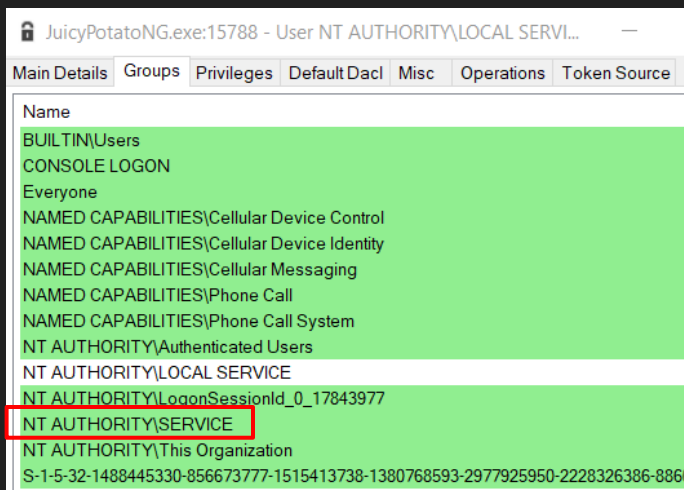 JuicyPotatoNG.exe:15788 - User NT AUTHORITY\LOCAL SERVI...
Main Details Groups Privileges Default Dacl Misc Operations Token Source
Name
BUILTIN\Users
CONSOLE LOGON
Everyone
NAMED CAPABILITIES\Cellular Device Control
NAMED CAPABILITIES\Cellular Device Identity
NAMED CAPABILITIES\Cellular Messaging
NAMED CAPABILITIES\Phone Call
NAMED CAPABILITIES\Phone Call System
NT AUTHORITY\Authenticated Users
NT AUTHORITY\LOCAL SERVICE
NT AUTHORITY\LogonSessionId_0_17843977
NT AUTHORITY\SERVICE
NT AUTHORITY\This Organization
S-1-5-32-1488445330-856673777-1515413738-1380768593-2977925950-2228326386-886